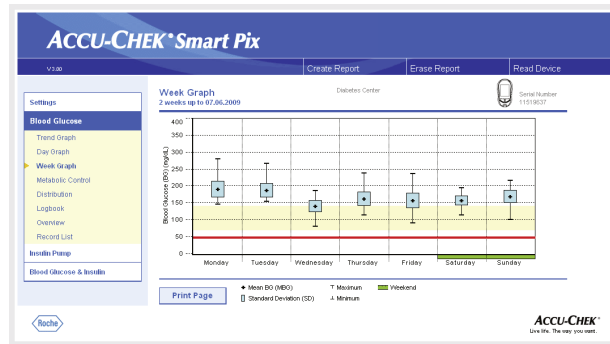 ACCU-CHEK® Smart Pix
V 3.00
Create Report
Erase Report
Read Device
Settings
Blood Glucose
Trend Graph
Day Graph
Week Graph
Metabolic Control
Distribution
Logbook
Overview
Record List
Insulin Pump
Blood Glucose & Insulin
Week Graph
2 weeks up to 07.06.2009
Diabetes Center
Serial Number
11519637
Blood Glucose (BG) (mg/dL)
400
350
300
250
200
150
100
50
0
Monday Tuesday Wednesday Thursday Friday Saturday Sunday
Print Page
Mean BG (MBG) Maximum Weekend
Standard Deviation (SD) Minimum
Roche
ACCU-CHEK®
Live life. The way you want.